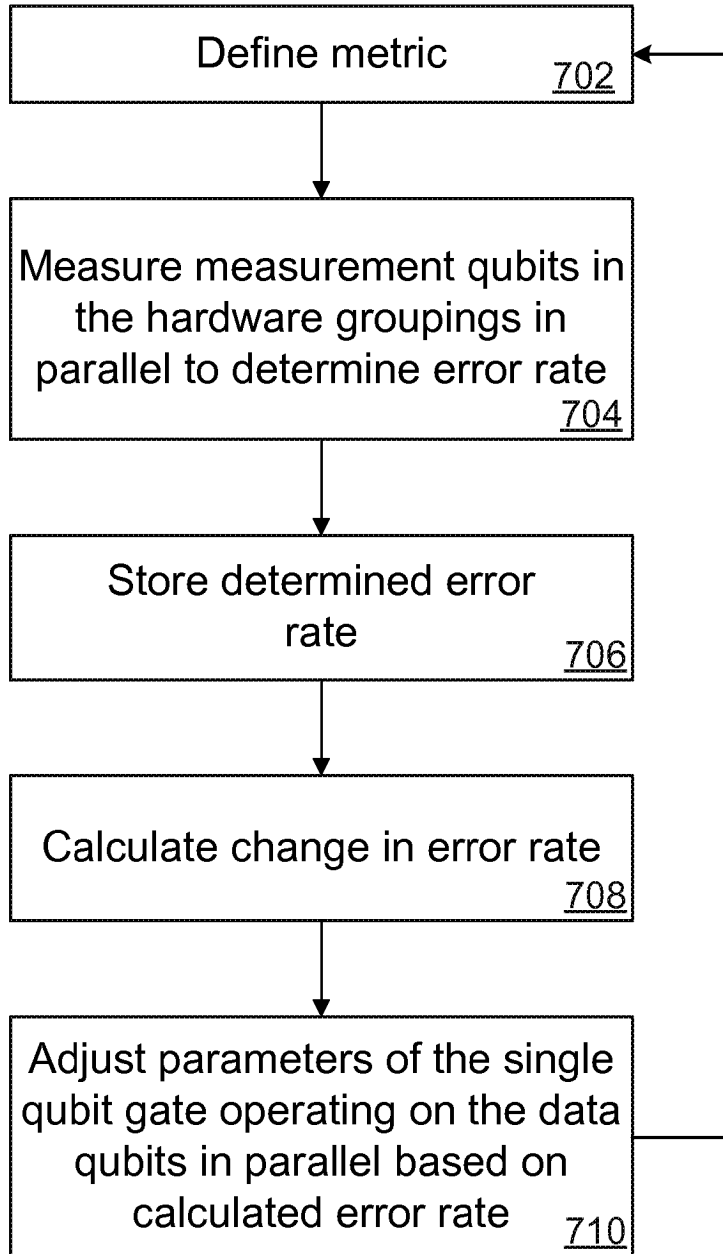 Define metric
702
Measure measurement qubits in
the hardware groupings in
parallel to determine error rate
704
Store determined error
rate
706
Calculate change in error rate
708
Adjust parameters of the single
qubit gate operating on the data
qubits in parallel based on
calculated error rate
710